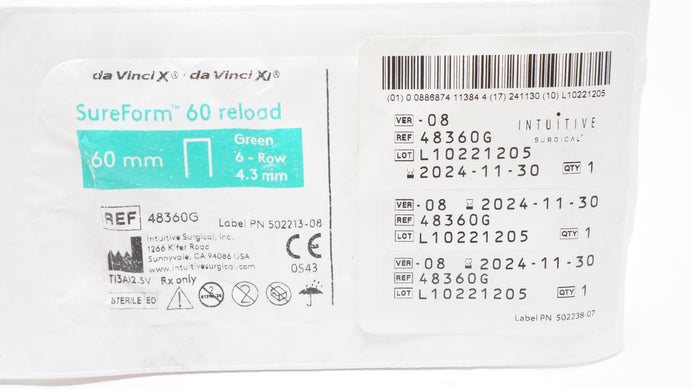 da Vinci X® · da Vinci Xi®
SureForm™ 60 reload
60 mm
Green
6 - Row
4.3 mm
REF 48360G
Label PN 502213-08
Intuitive Surgical, Inc.
1266 Kifer Road
Sunnyvale, CA 94086 USA
www.intuitivesurgical.com
CE
0543
Ti3Al2.5V Rx only
STERILE EO
(01) 0 0886874 11384 4 (17) 241130 (10) L10221205
VER -08
INTUITIVE
SURGICAL®
REF 48360G
LOT L10221205
2024-11-30 QTY 1
VER -08 2024-11-30
REF 48360G
LOT L10221205 QTY 1
VER -08 2024-11-30
REF 48360G
LOT L10221205 QTY 1
Label PN 502238-07